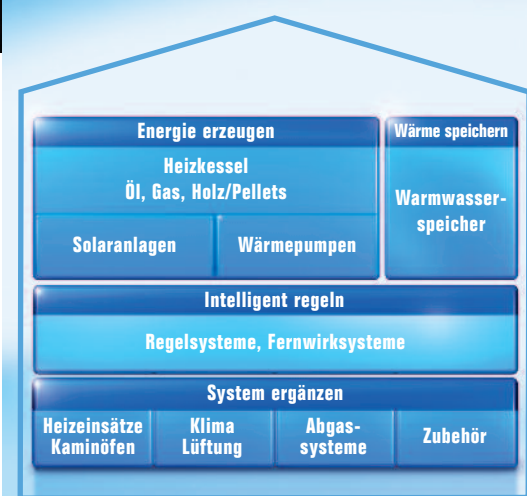 Energie erzeugen
Heizkessel
Öl, Gas, Holz/Pellets
Solaranlagen
Wärmepumpen
Wärme speichern
Warmwasser-
speicher
Intelligent regeln
Regelsysteme, Fernwirksysteme
System ergänzen
Heizeinsätze
Kaminöfen
Klima
Lüftung
Abgas-
systeme
Zubehör